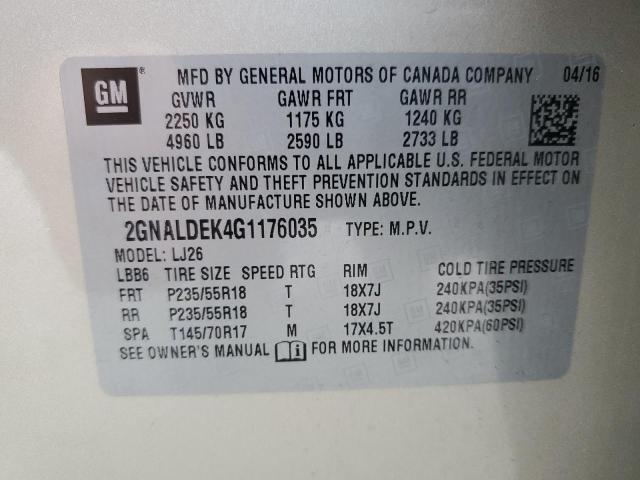 GM ® MFD BY GENERAL MOTORS OF CANADA COMPANY 04/16
GVWR GAWR FRT GAWR RR
2250 KG 1175 KG 1240 KG
4960 LB 2590 LB 2733 LB
THIS VEHICLE CONFORMS TO ALL APPLICABLE U.S. FEDERAL MOTOR
VEHICLE SAFETY AND THEFT PREVENTION STANDARDS IN EFFECT ON
THE DATE OF MANUFACTURE SHOWN ABOVE.
2GNALDEK4G1176035 TYPE: M.P.V.
MODEL: LJ26
LBB6 TIRE SIZE SPEED RTG RIM COLD TIRE PRESSURE
FRT P235/55R18 T 18X7J 240KPA(35PSI)
RR P235/55R18 T 18X7J 240KPA(35PSI)
SPA T145/70R17 M 17X4.5T 420KPA(60PSI)
SEE OWNER'S MANUAL i FOR MORE INFORMATION.